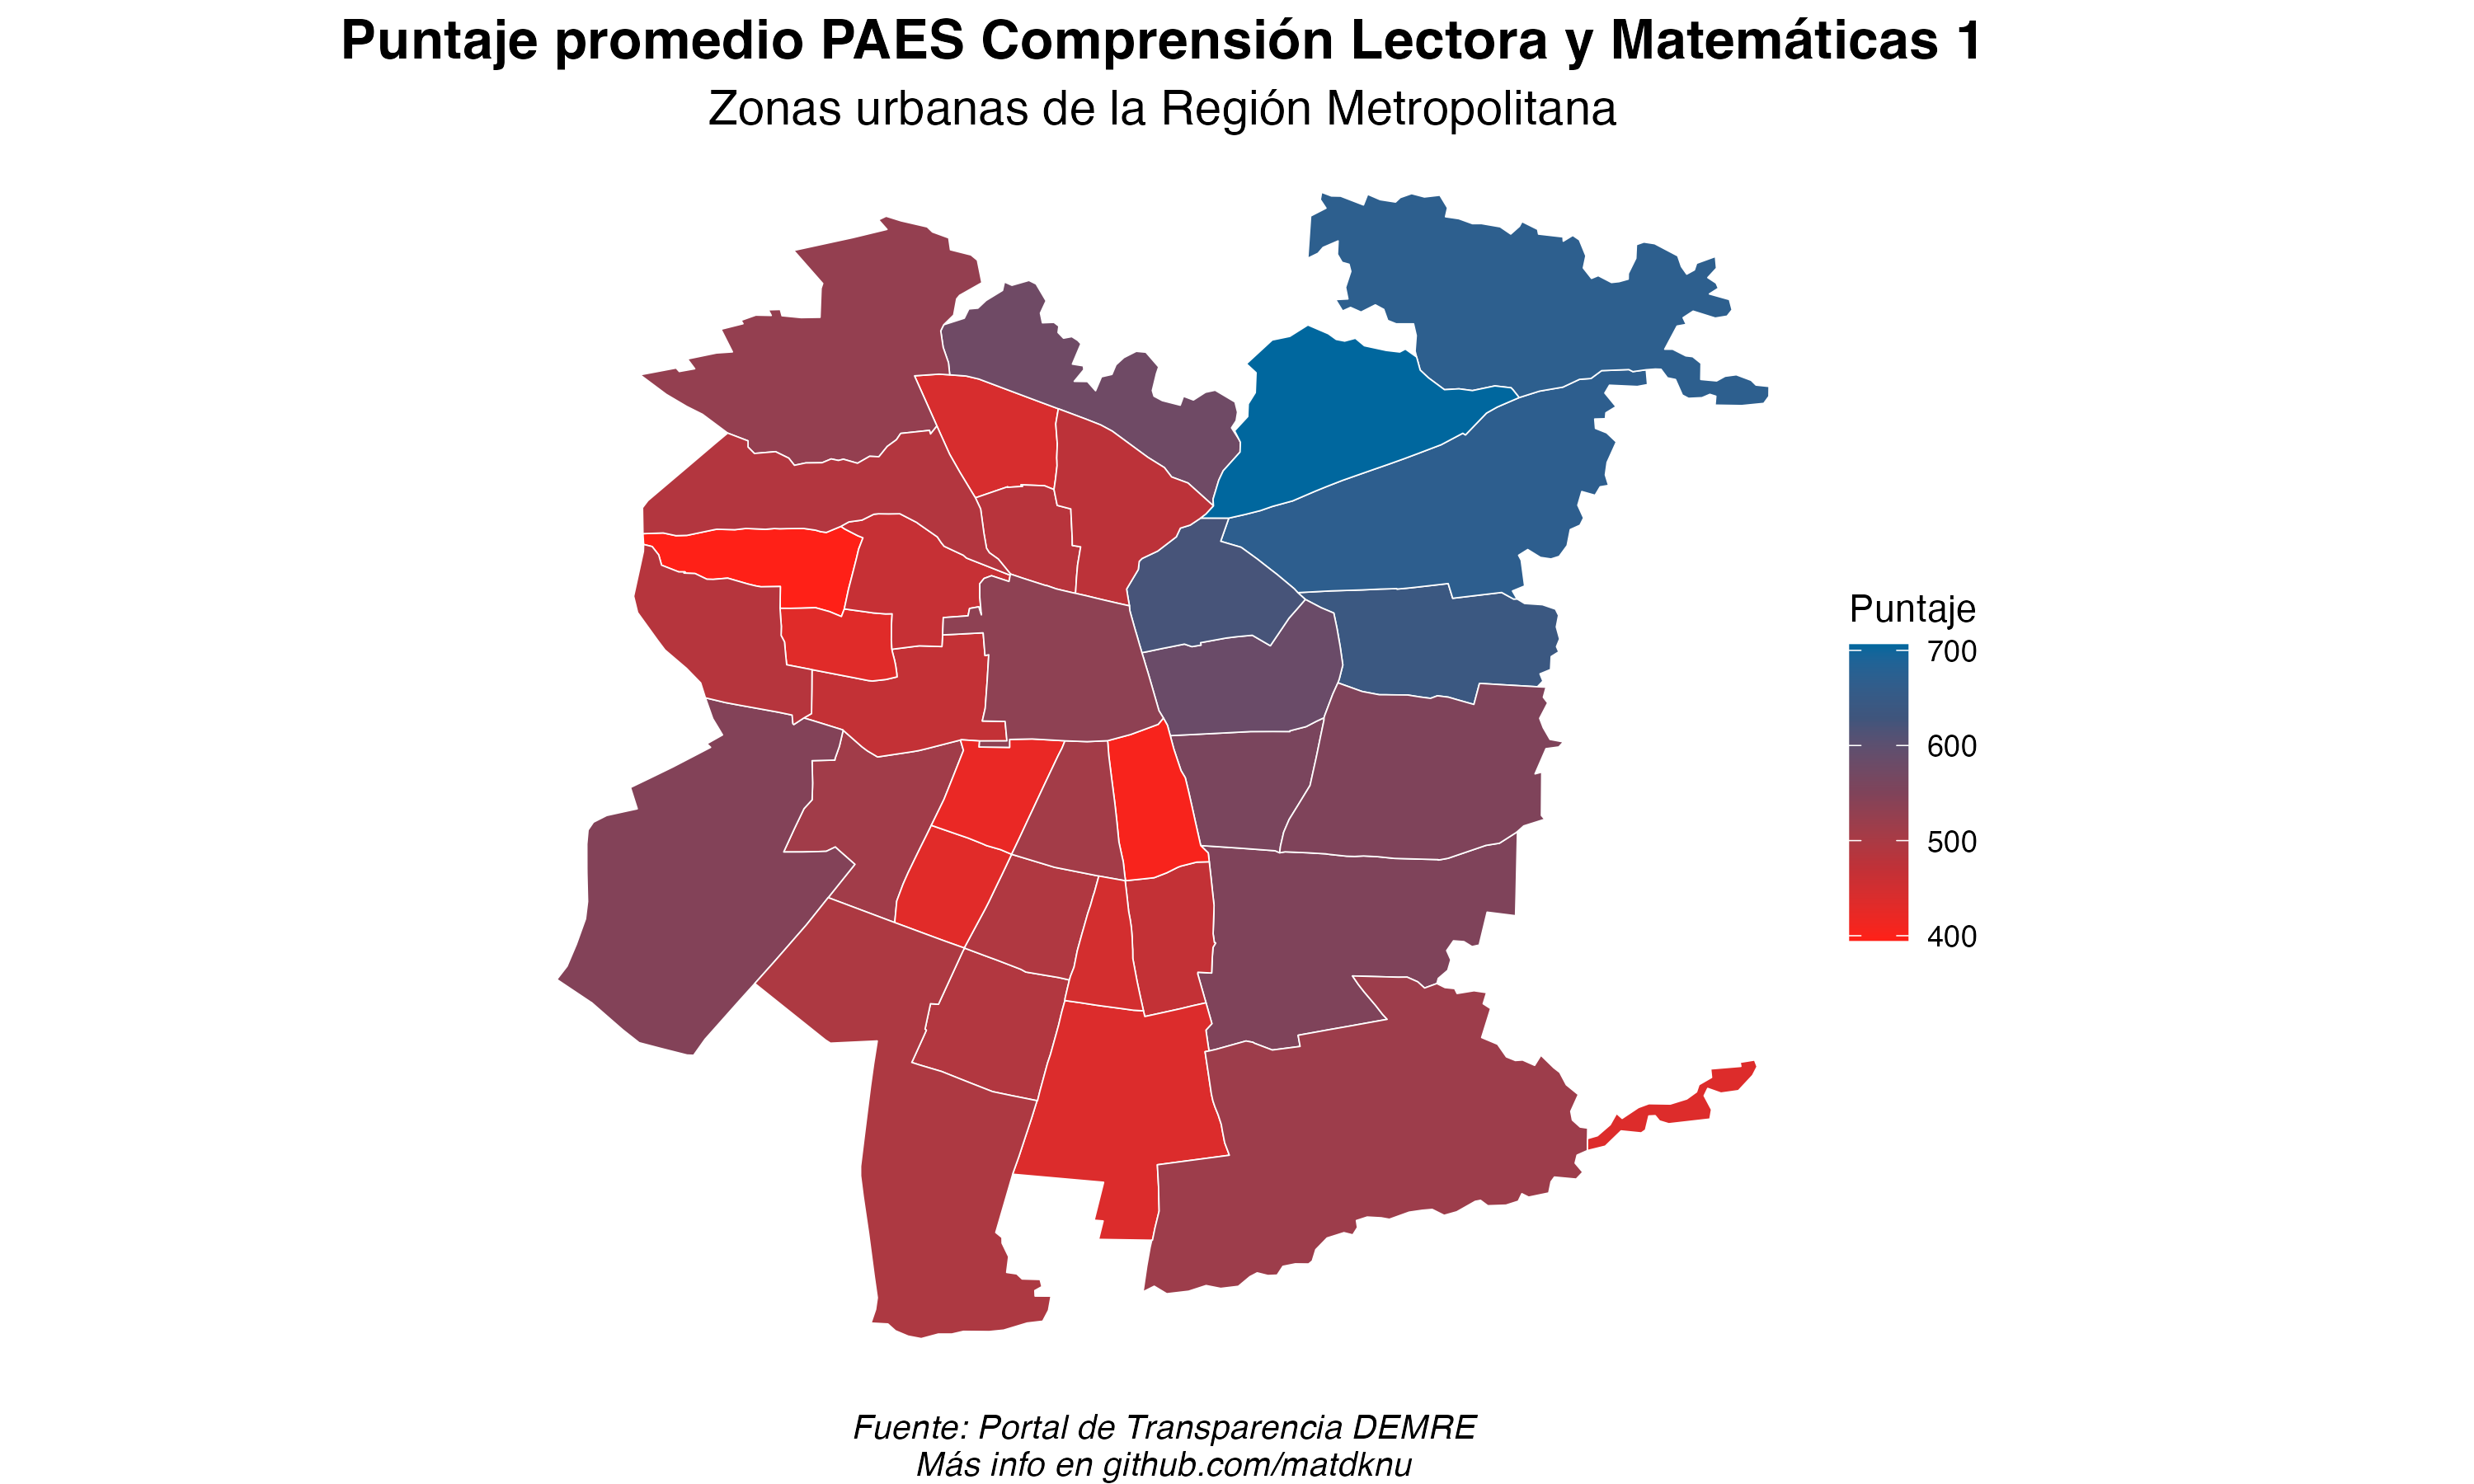 Puntaje promedio PAES Comprensión Lectora y Matemáticas 1
Zonas urbanas de la Región Metropolitana
Puntaje
700
600
500
400
Fuente: Portal de Transparencia DEMRE
Más info en github.com/matdknu